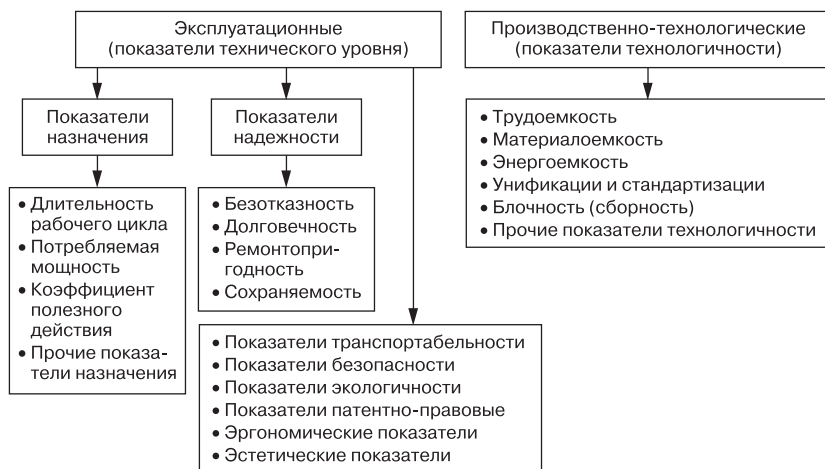 Эксплуатационные
(показатели технического уровня)
Производственно-технологические
(показатели технологичности)
Показатели
назначения
Показатели
надежности
• Трудоемкость
• Материалоемкость
• Энергоемкость
• Унификации и стандартизации
• Блочность (сборность)
• Прочие показатели технологичности
• Длительность
рабочего цикла
• Потребляемая
мощность
• Коэффициент
полезного
действия
• Прочие показа-
тели назначения
• Безотказность
• Долговечность
• Ремонтопри-
годность
• Сохраняемость
• Показатели транспортабельности
• Показатели безопасности
• Показатели экологичности
• Показатели патентно-правовые
• Эргономические показатели
• Эстетические показатели